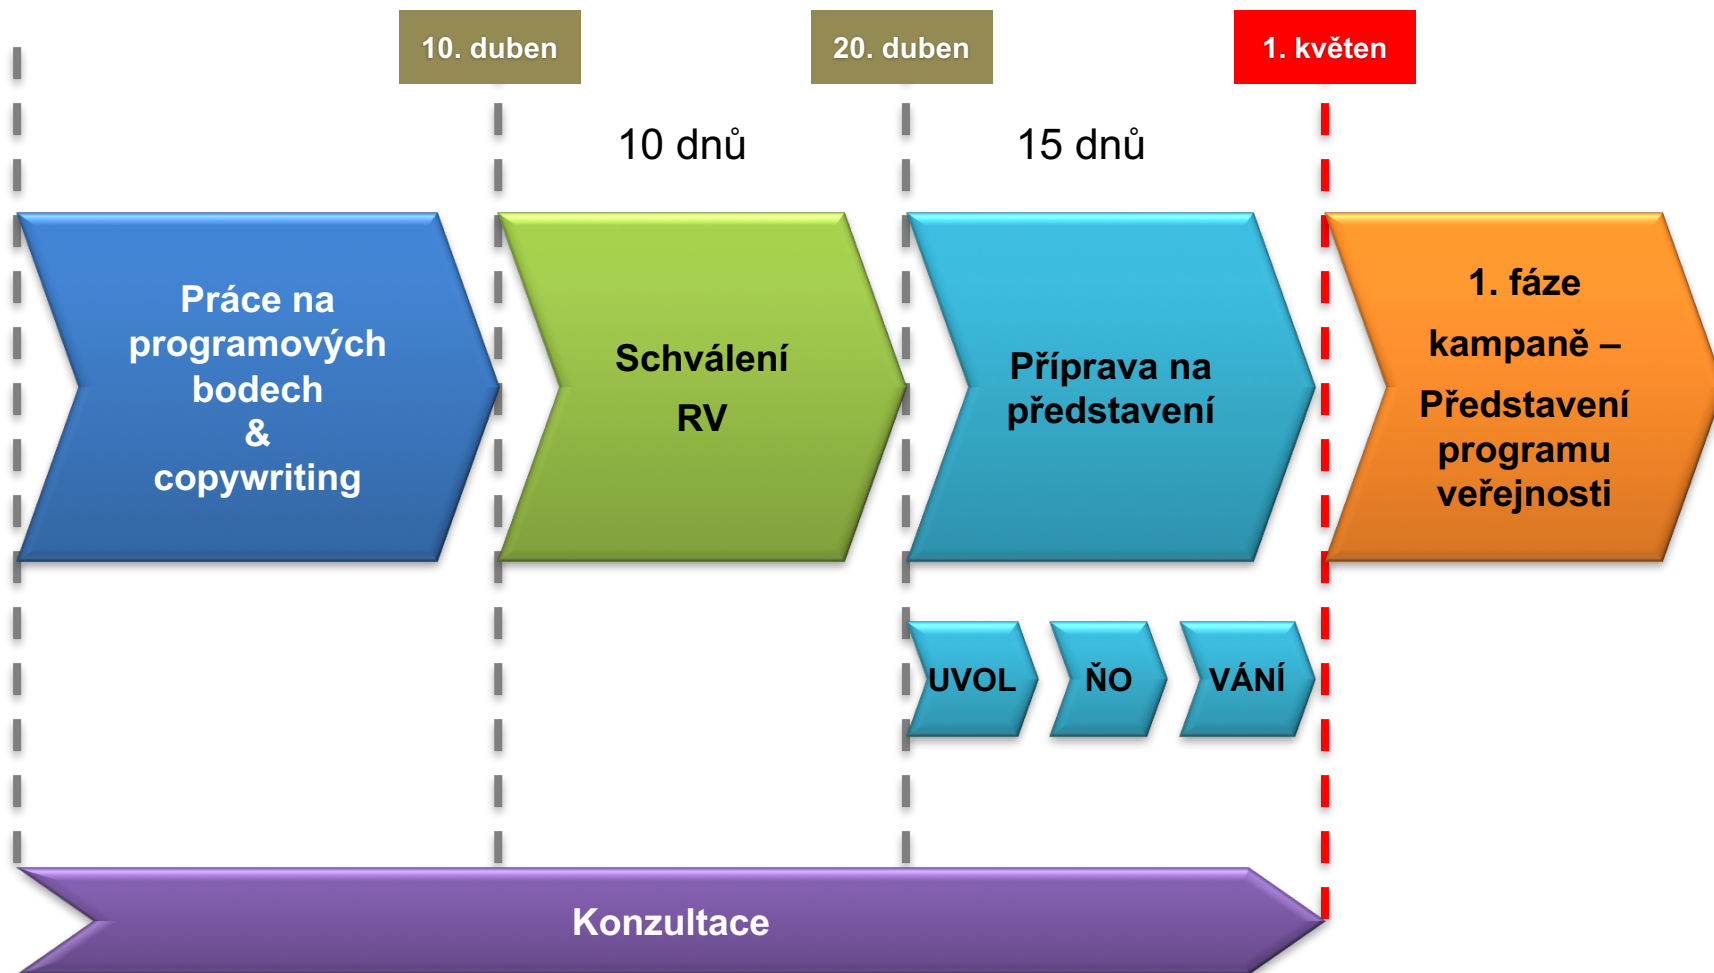 10. duben
20. duben
1. květen
10 dnů
15 dnů
Práce na
programových
bodech
&
copywriting
Schválení
RV
Příprava na
představení
1. fáze
kampaně –
Představení
programu
veřejnosti
UVOL
ŇO
VÁNÍ
Konzultace